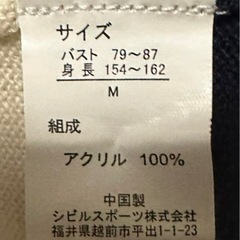 サイズ
バスト 79〜87
身長 154〜162
M
組成
アクリル 100%
中国製
シビルスポーツ株式会社
福井県越前市平出1-1-23